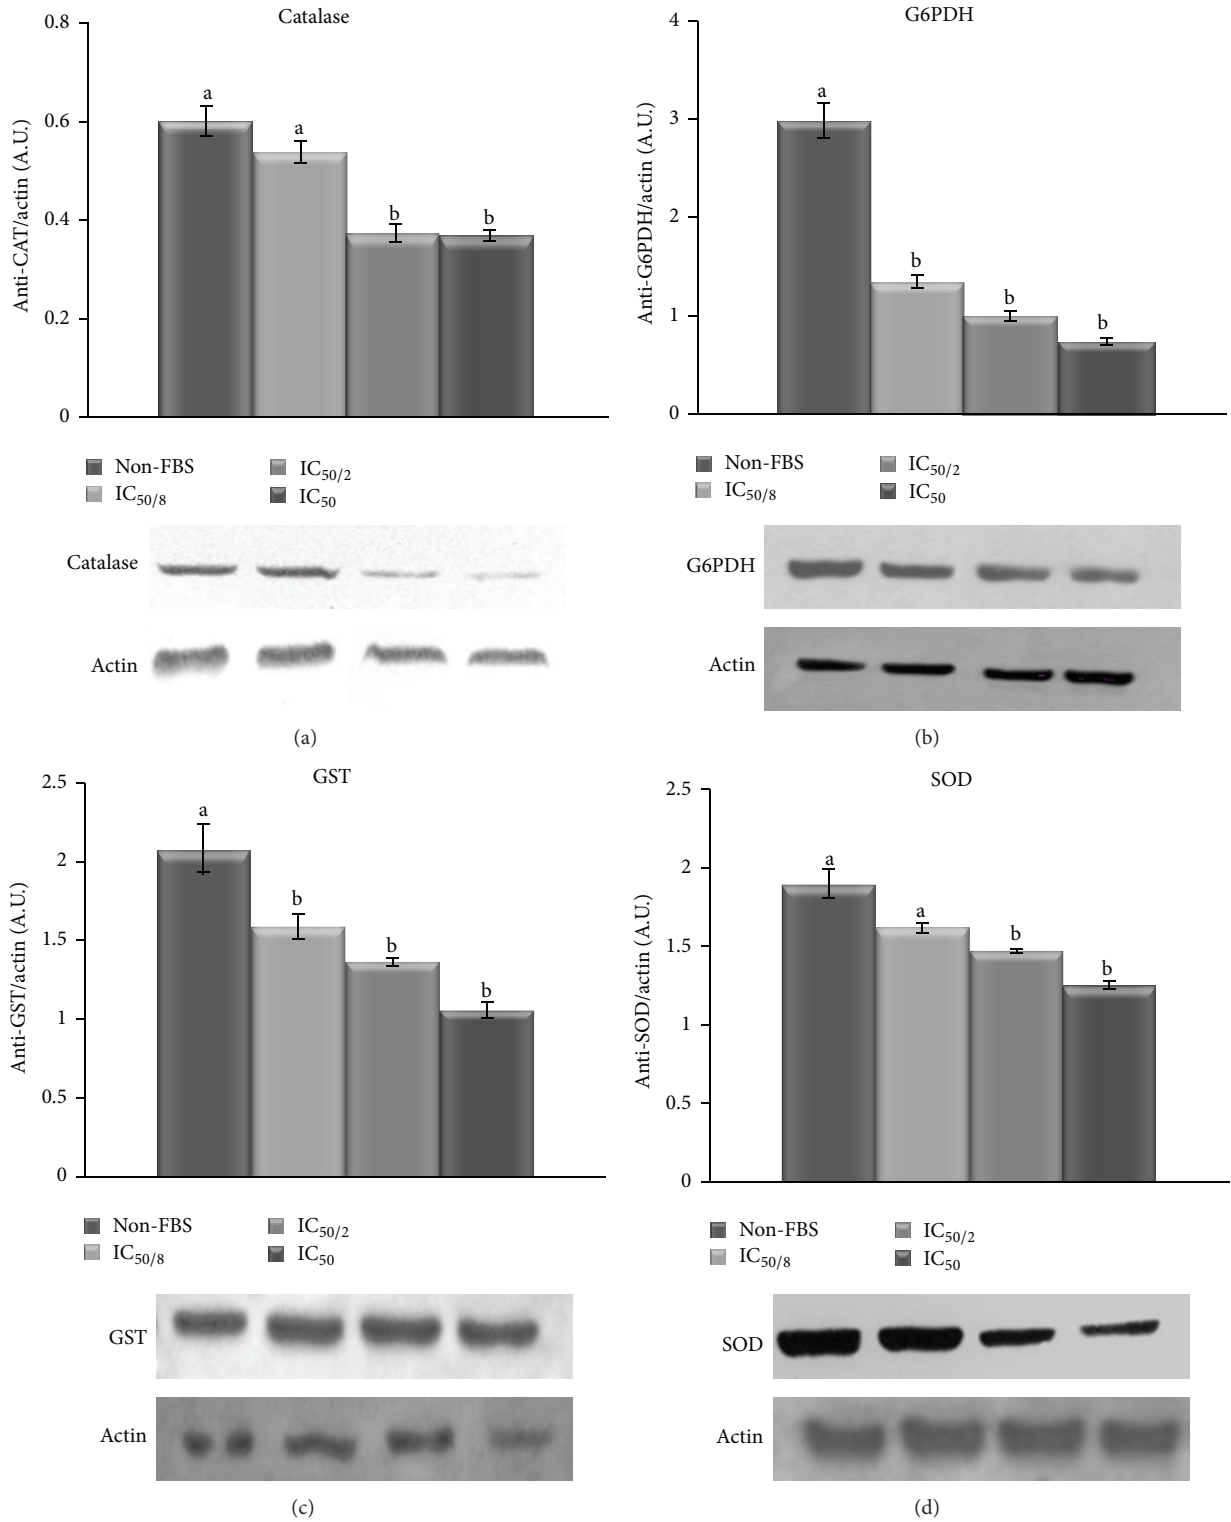 Catalase
0.8
0.6
0.4
0.2
0
Anti-CAT/actin (A.U.)
a
a
b
b
Non-FBS
IC50/2
IC50/8
IC50
Catalase
Actin
(a)
G6PDH
4
3
2
1
0
Anti-G6PDH/actin (A.U.)
a
b
b
b
Non-FBS
IC50/2
IC50/8
IC50
G6PDH
Actin
(b)
GST
2.5
2
1.5
1
0.5
0
Anti-GST/actin (A.U.)
a
b
b
b
Non-FBS
IC50/2
IC50/8
IC50
GST
Actin
(c)
SOD
2.5
2
1.5
1
0.5
0
Anti-SOD/actin (A.U.)
a
a
b
b
Non-FBS
IC50/2
IC50/8
IC50
SOD
Actin
(d)